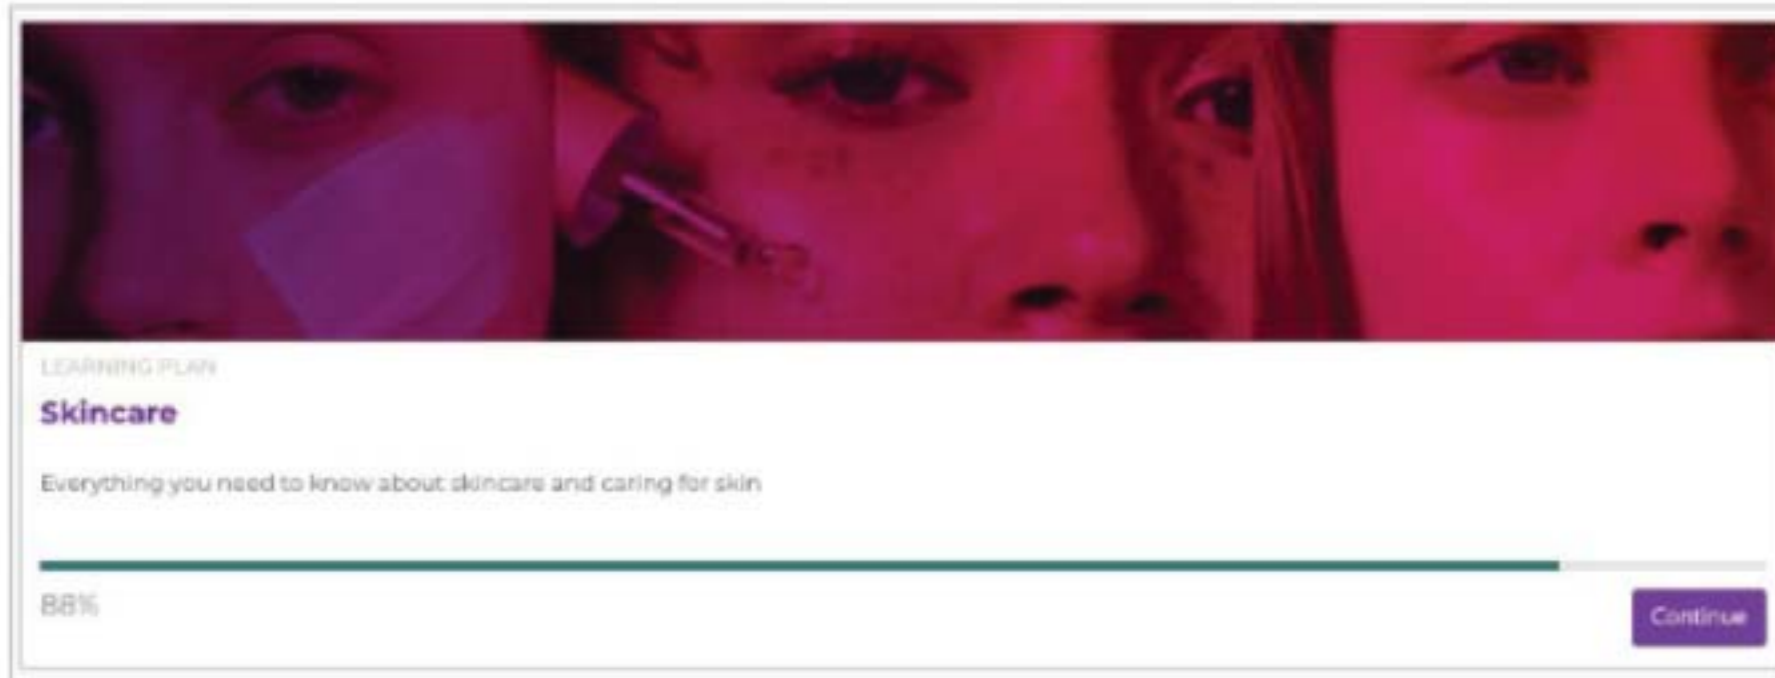 LEARNING PLAN
Skincare
Everything you need to know about skincare and caring for skin
88%
Continue